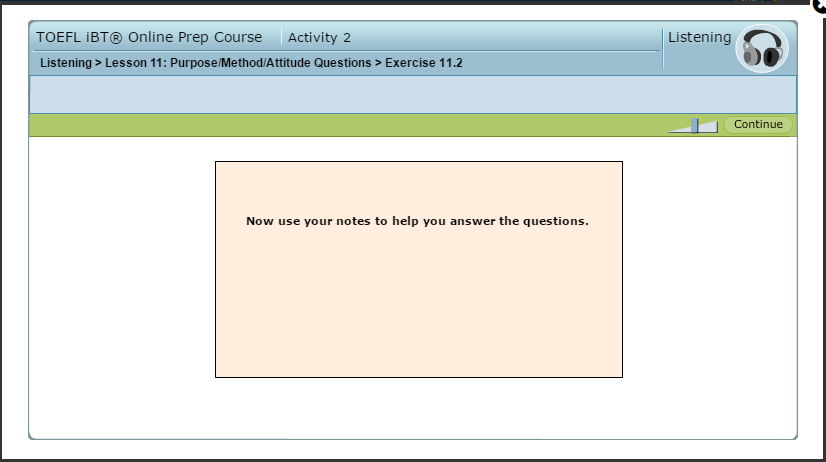 TOEFL iBT® Online Prep Course Activity 2 Listening
Listening > Lesson 11: Purpose/Method/Attitude Questions > Exercise 11.2
Continue
Now use your notes to help you answer the questions.